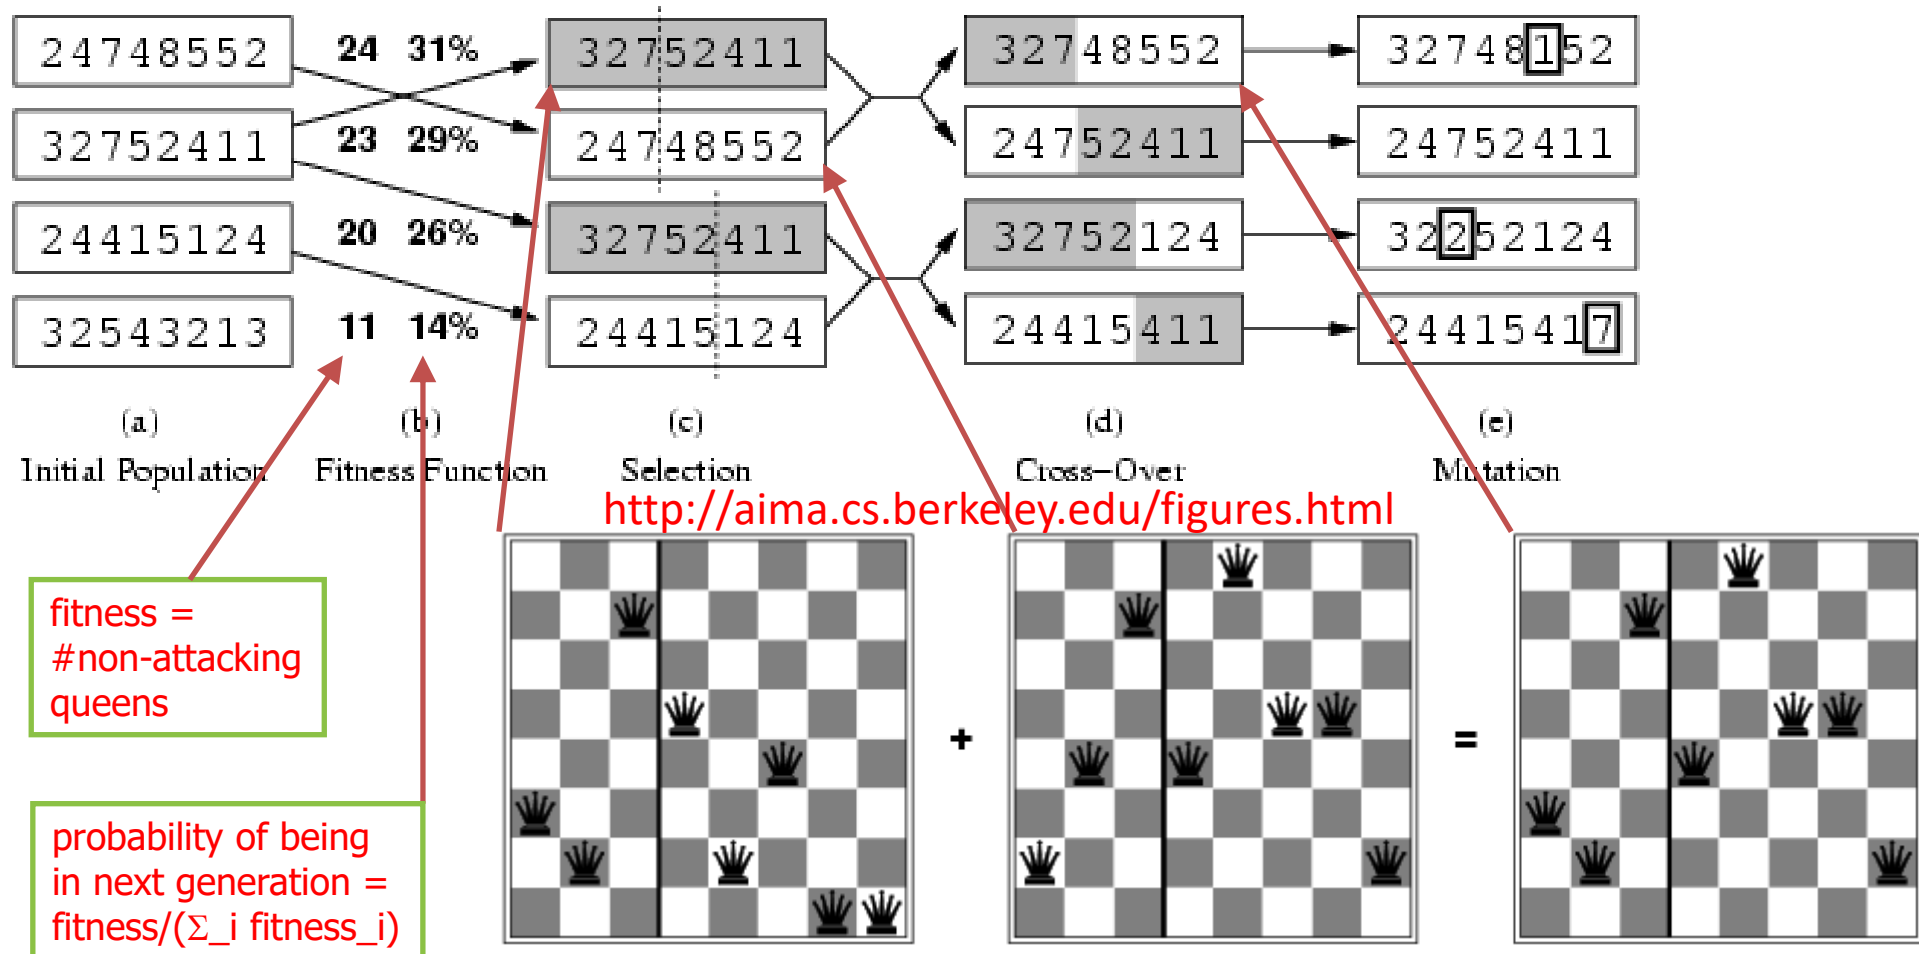 24748552 24 31% 32752411 32748552 32748152
32752411 23 29% 24748552 24752411 24752411
24415124 20 26% 32752411 32752124 32252124
32543213 11 14% 24415124 24415411 24415417
(a) (b) (c) (d) (e)
Initial Population Fitness Function Selection Cross–Over Mutation
http://aima.cs.berkeley.edu/figures.html
fitness =
#non-attacking
queens
+ =
probability of being
in next generation =
fitness/(Σ_i fitness_i)